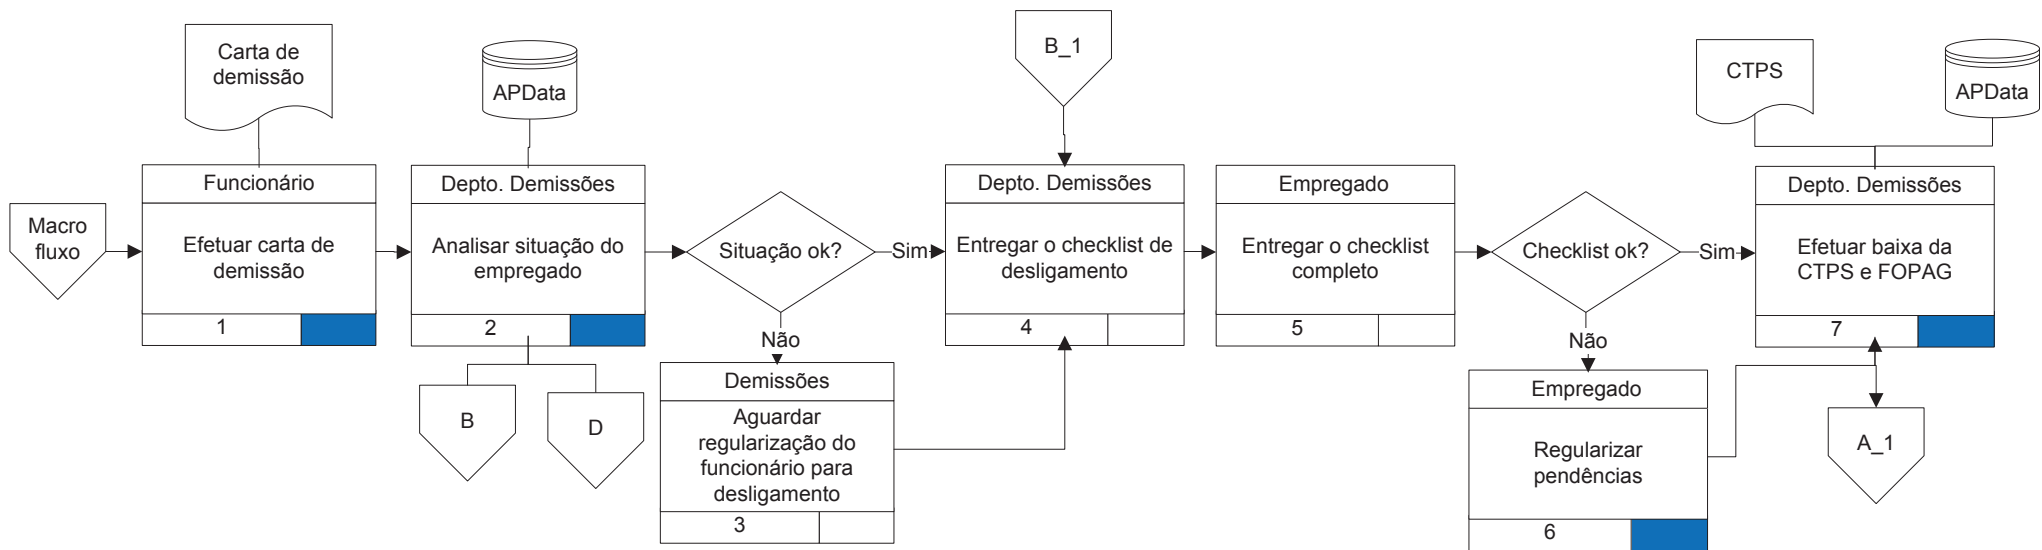 Carta de
demissão
APData
B_1
CTPS
APData
Macro
fluxo
Funcionário
Efetuar carta de
demissão
1
Depto. Demissões
Analisar situação do
empregado
2
B
D
Situação ok?
Sim
Não
Demissões
Aguardar
regularização do
funcionário para
desligamento
3
Depto. Demissões
Entregar o checklist de
desligamento
4
Empregado
Entregar o checklist
completo
5
Checklist ok?
Sim
Não
Empregado
Regularizar
pendências
6
Depto. Demissões
Efetuar baixa da
CTPS e FOPAG
7
A_1